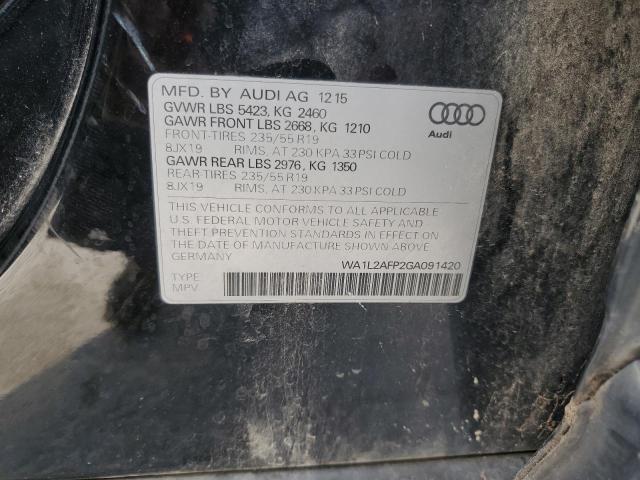 MFD. BY AUDI AG 12 15
GVWR LBS 5423, KG 2460
GAWR FRONT LBS 2668, KG 1210
FRONT-TIRES 235/55 R19
8JX19 RIMS, AT 230 KPA 33 PSI COLD
GAWR REAR LBS 2976, KG 1350
REAR-TIRES 235/55 R19
8JX19 RIMS, AT 230 KPA 33 PSI COLD
Audi
THIS VEHICLE CONFORMS TO ALL APPLICABLE
U.S. FEDERAL MOTOR VEHICLE SAFETY AND
THEFT PREVENTION STANDARDS IN EFFECT ON
THE DATE OF MANUFACTURE SHOWN ABOVE
GERMANY
WA1L2AFP2GA091420
TYPE:
MPV